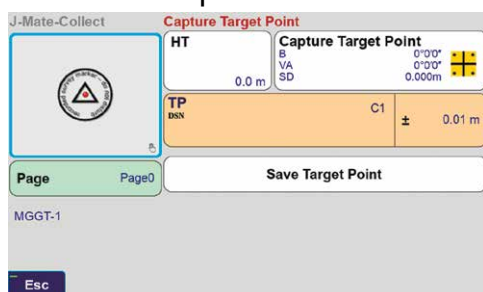 J-Mate-Collect
Capture Target Point
HT
0.0 m
Capture Target Point
B 0°0'0"
VA 0°0'0"
SD 0.000m
TP
DSN
C1
± 0.01 m
Page Page0
Save Target Point
MGGT-1
Esc